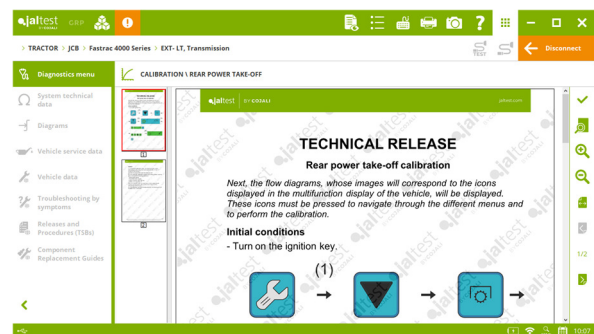 jaltest GRP
TRACTOR > JCB > Fastrac 4000 Series > EXT- LT, Transmission
TEST
Disconnect
Diagnostics menu
CALIBRATION \ REAR POWER TAKE-OFF
System technical
data
Diagrams
Vehicle service data
Vehicle data
Troubleshooting by
symptoms
Releases and
Procedures (TSBs)
Component
Replacement Guides
1
2
jaltest BY COJALI
jaltest.com
TECHNICAL RELEASE
Rear power take-off calibration
Next, the flow diagrams, whose images will correspond to the icons
displayed in the multifunction display of the vehicle, will be displayed.
These icons must be pressed to navigate through the different menus and
to perform the calibration.
Initial conditions
- Turn on the ignition key.
(1)
1/2
10:07